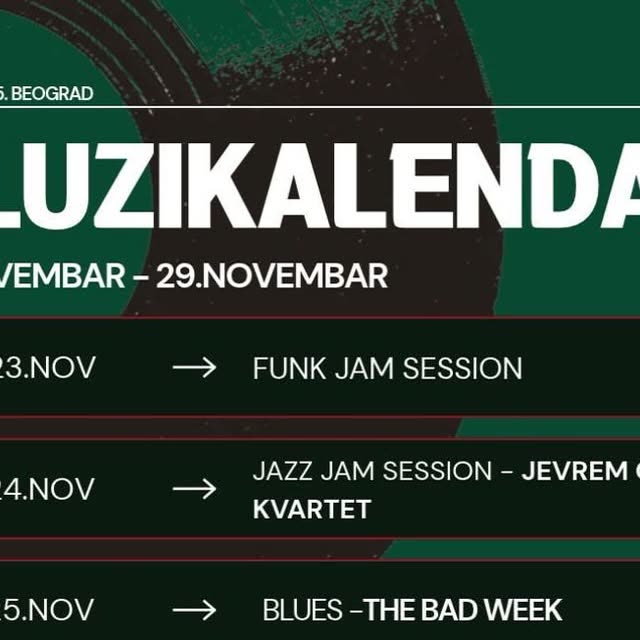 5. BEOGRAD
LUZIKALENDA
VEMBAR – 29.NOVEMBAR
23.NOV → FUNK JAM SESSION
24.NOV → JAZZ JAM SESSION – JEVREM
KVARTET
25.NOV → BLUES –THE BAD WEEK